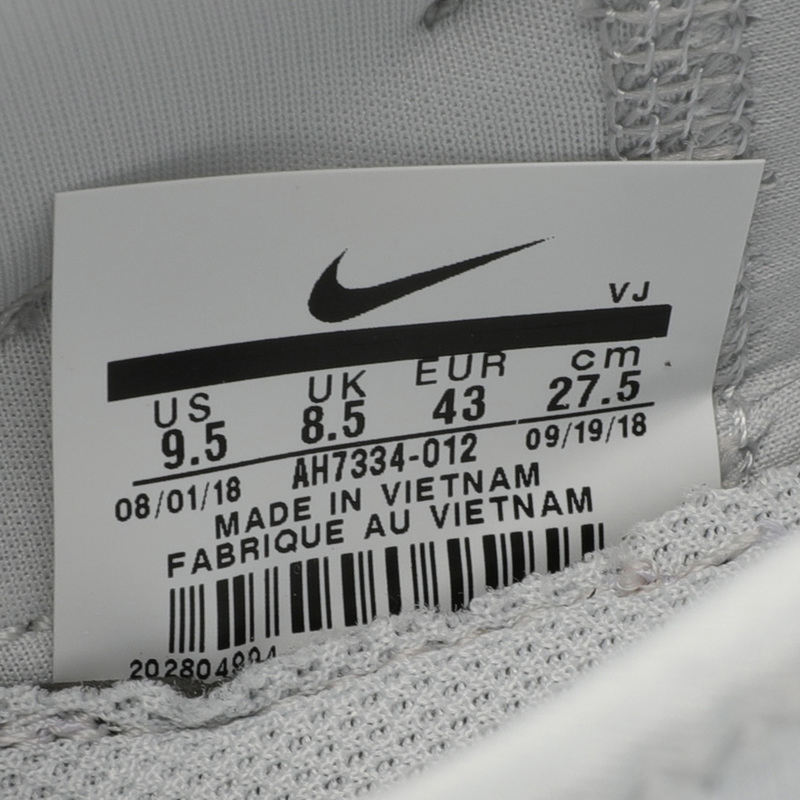 VJ
US UK EUR cm
9.5 8.5 43 27.5
08/01/18 AH7334-012 09/19/18
MADE IN VIETNAM
FABRIQUE AU VIETNAM